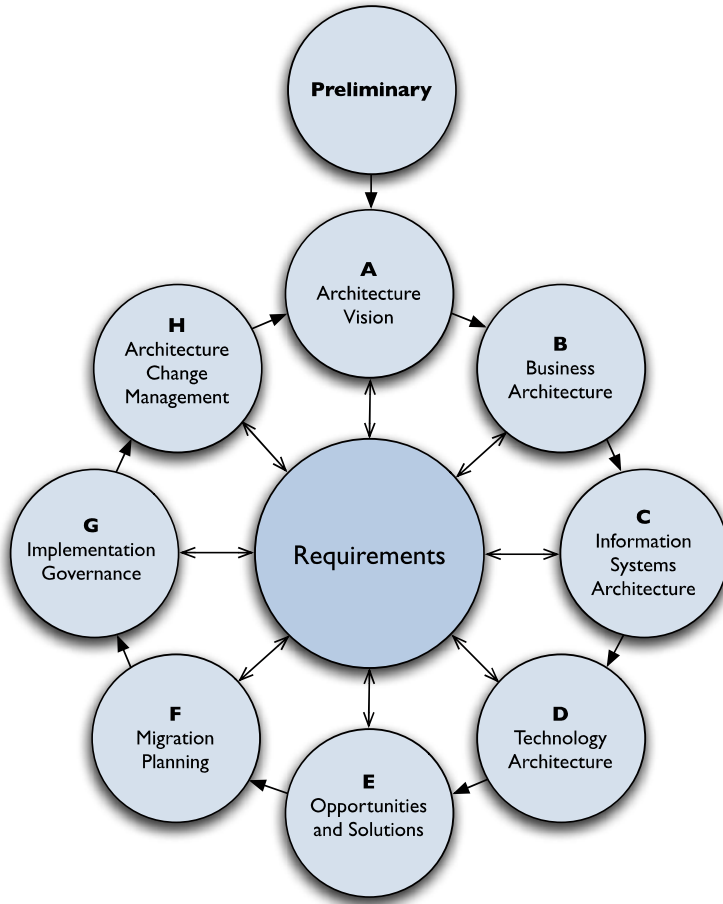 Preliminary
A
Architecture
Vision
B
Business
Architecture
C
Information
Systems
Architecture
D
Technology
Architecture
E
Opportunities
and Solutions
F
Migration
Planning
G
Implementation
Governance
H
Architecture
Change
Management
Requirements